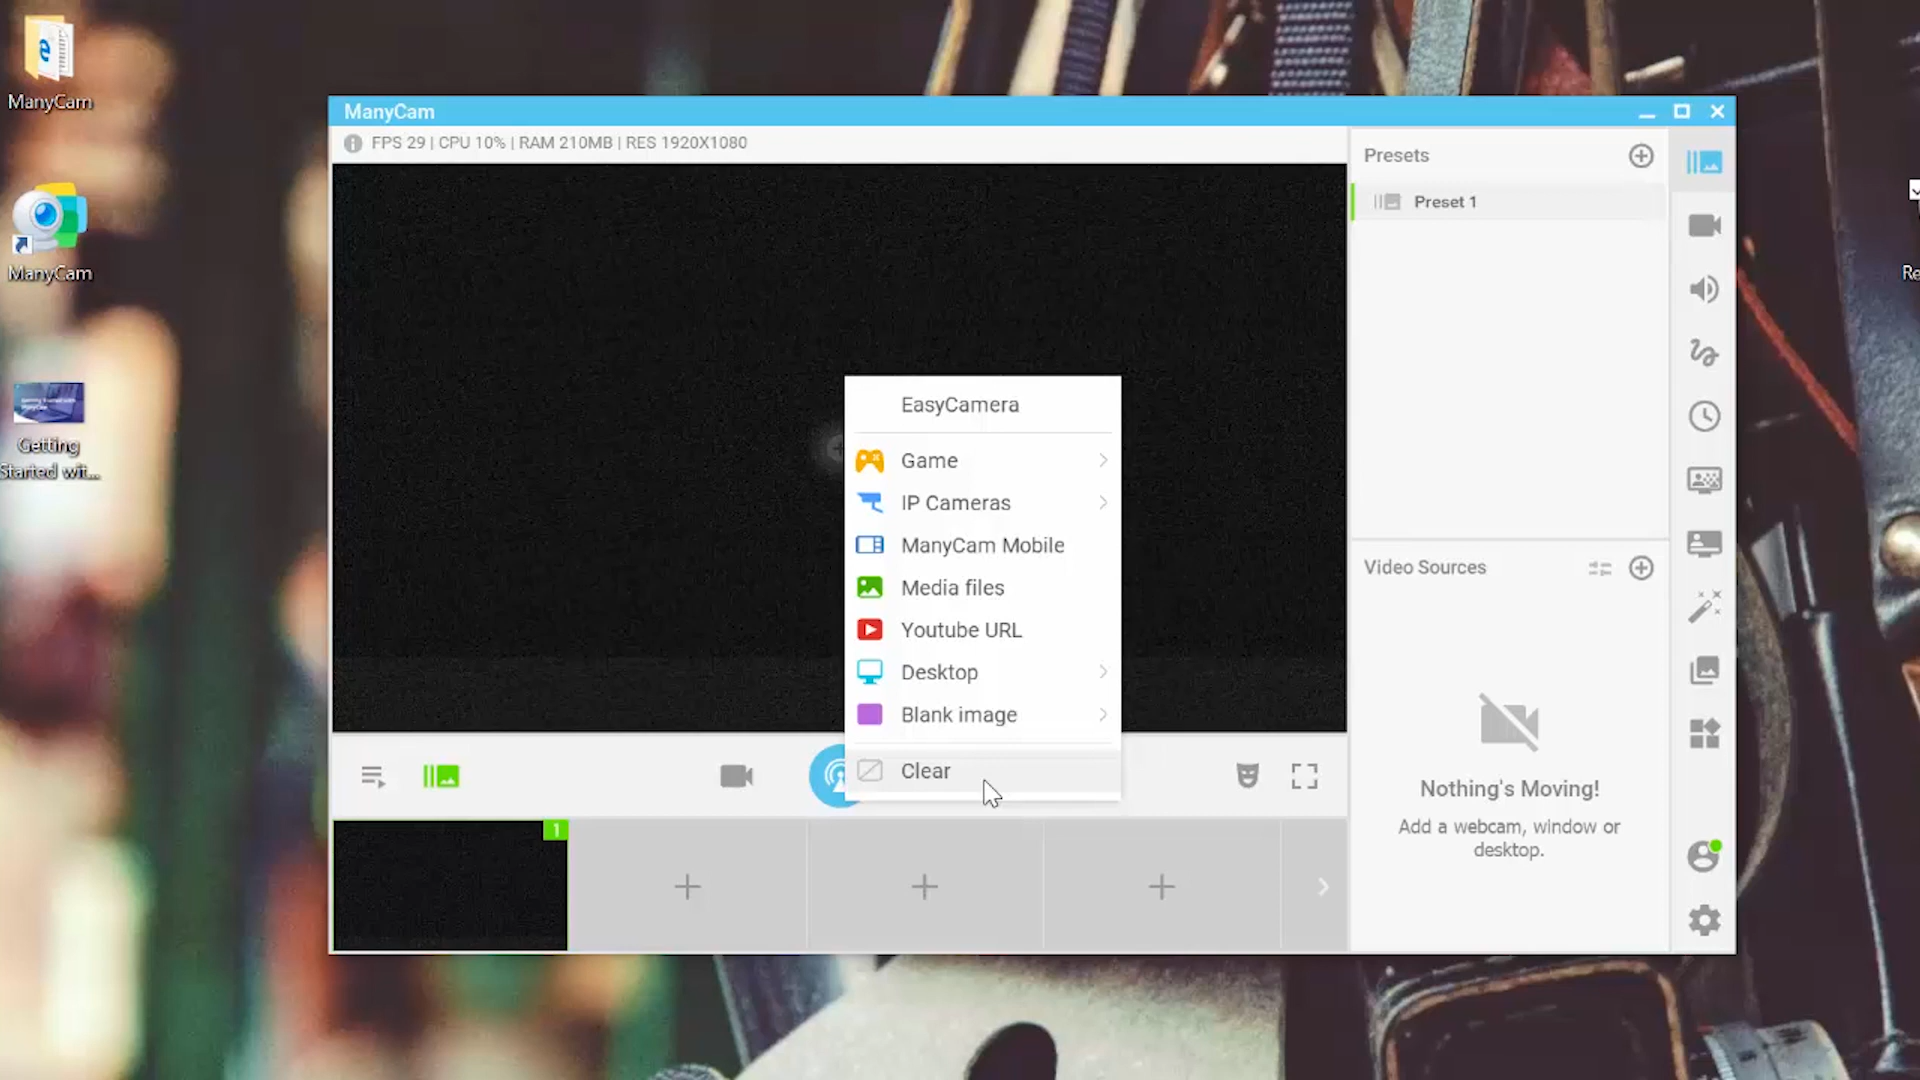 ManyCam
ManyCam
Getting
Started wit...
ManyCam
FPS 29 | CPU 10% | RAM 210MB | RES 1920X1080
EasyCamera
Game
IP Cameras
ManyCam Mobile
Media files
Youtube URL
Desktop
Blank image
Clear
1
Presets
Preset 1
Video Sources
Nothing's Moving!
Add a webcam, window or
desktop.
Re